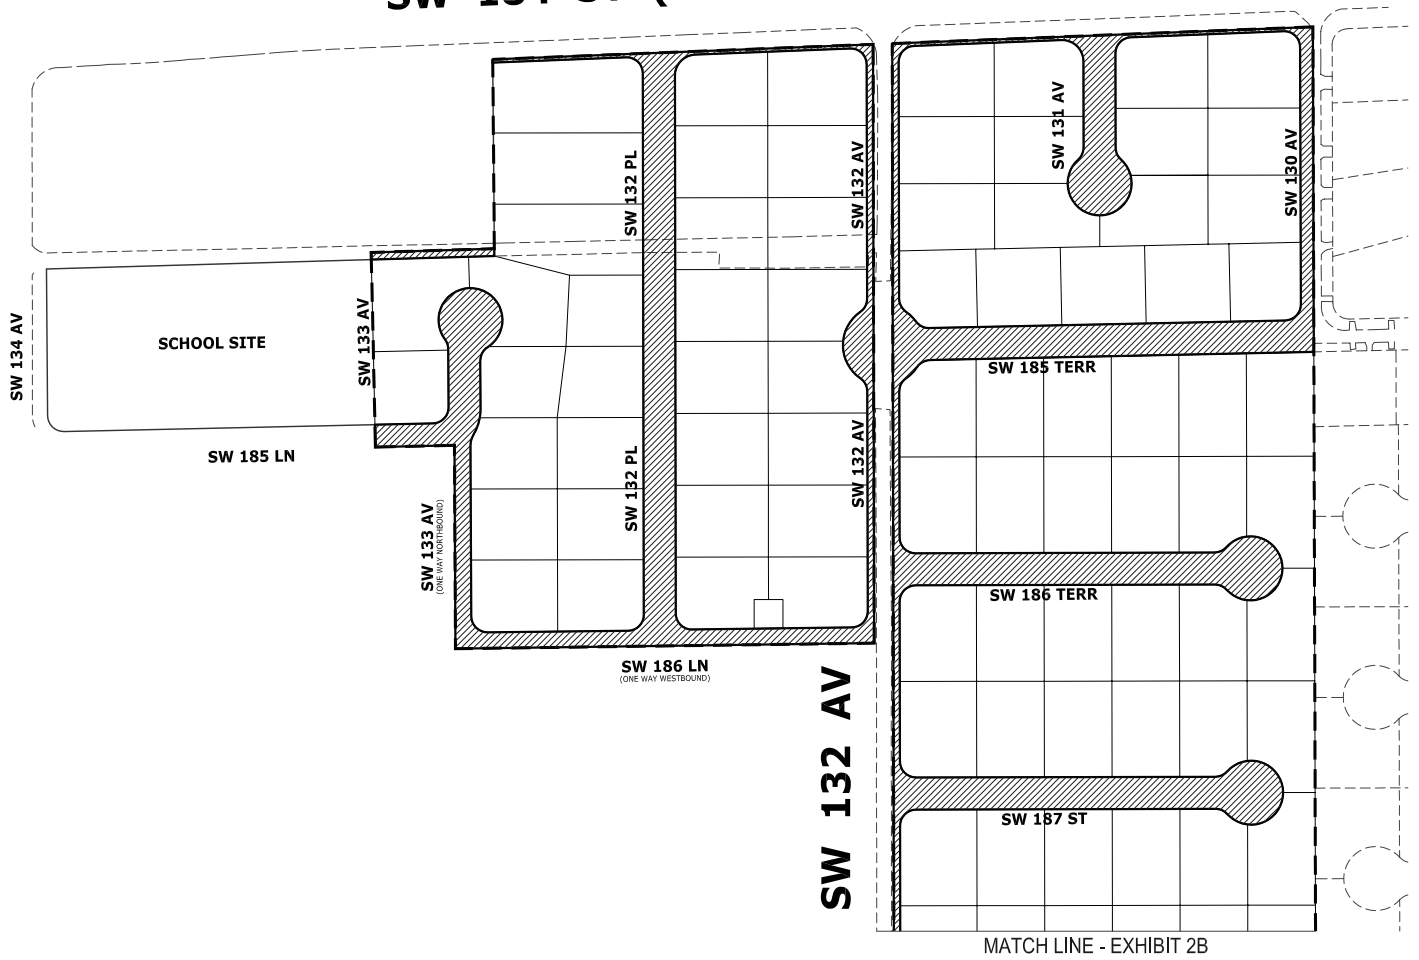 SW 131 AV
SW 132 PL
SW 132 AV
SW 130 AV
SW 134 AV
SCHOOL SITE
SW 133 AV
SW 185 TERR
SW 185 LN
SW 132 PL
SW 132 AV
SW 133 AV
(ONE WAY NORTHBOUND)
SW 186 TERR
SW 186 LN
(ONE WAY WESTBOUND)
SW 132 AV
SW 187 ST
MATCH LINE - EXHIBIT 2B